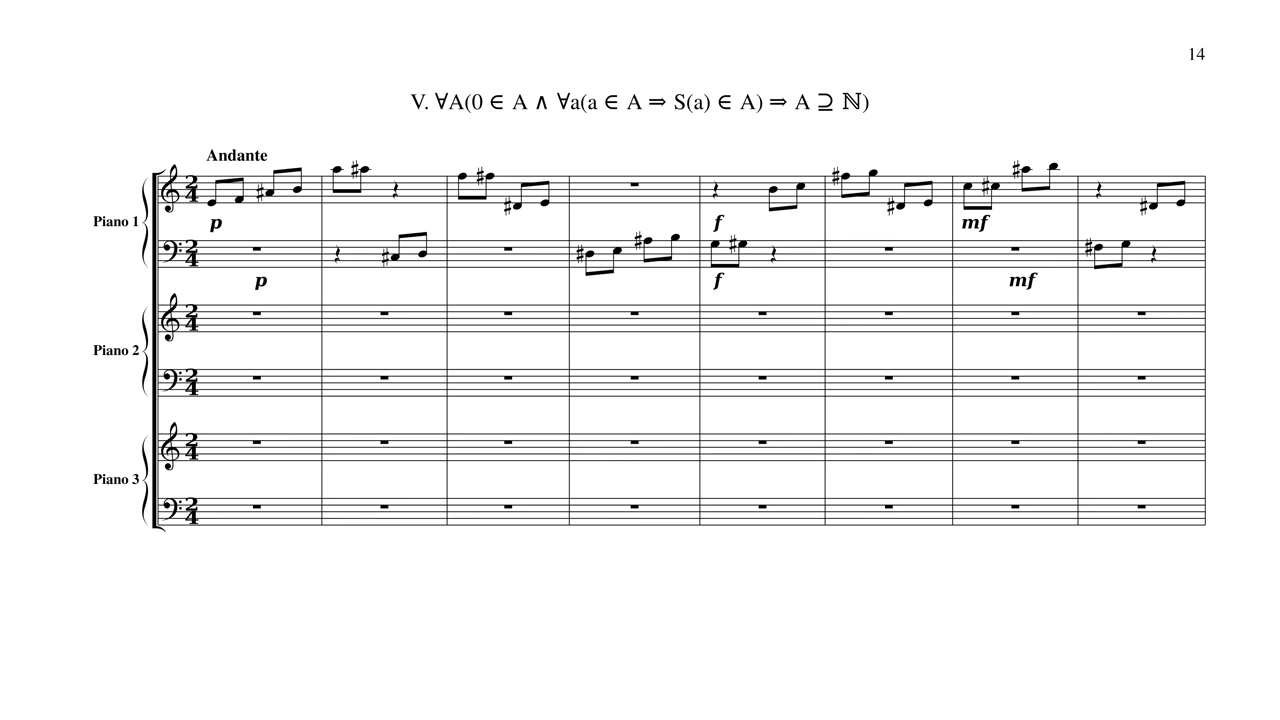 14
V. ∀A(0 ∈ A ∧ ∀a(a ∈ A ⇒ S(a) ∈ A) ⇒ A ⊇ ℕ)
Andante
Piano 1
p
f
mf
p
f
mf
Piano 2
Piano 3